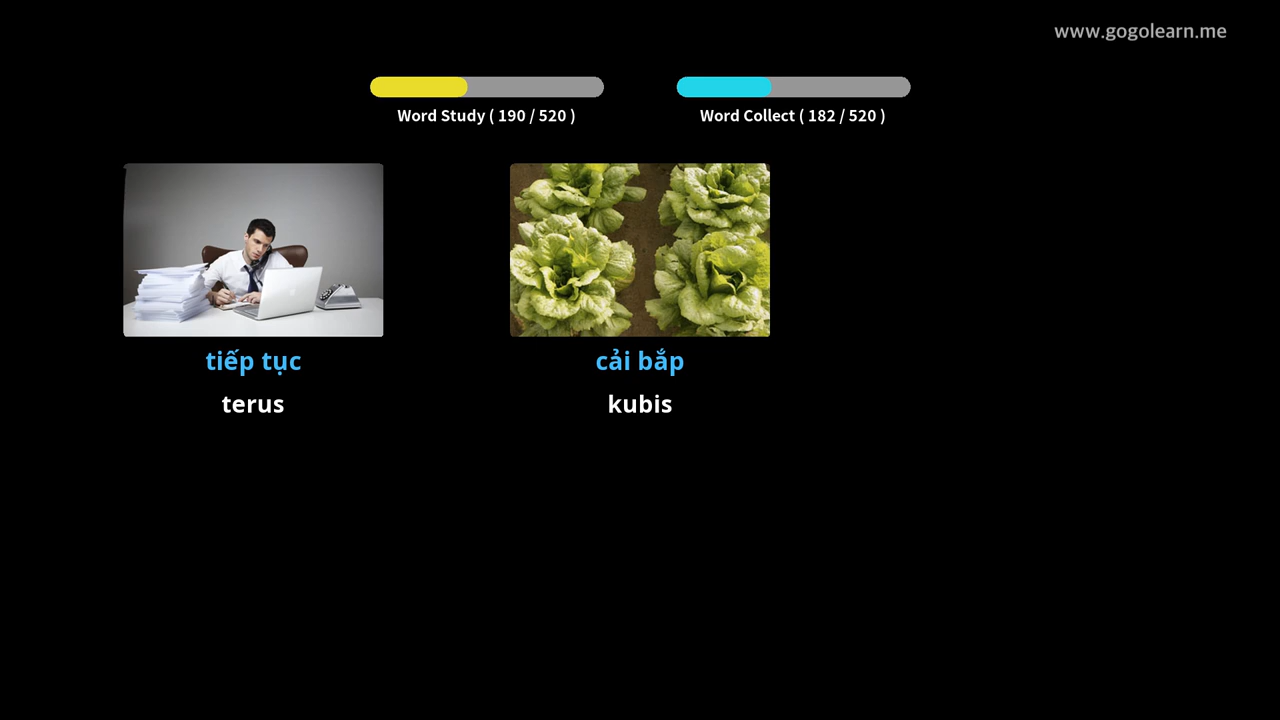 www.gogolearn.me
Word Study ( 190 / 520 )
Word Collect ( 182 / 520 )
tiếp tục
terus
cải bắp
kubis